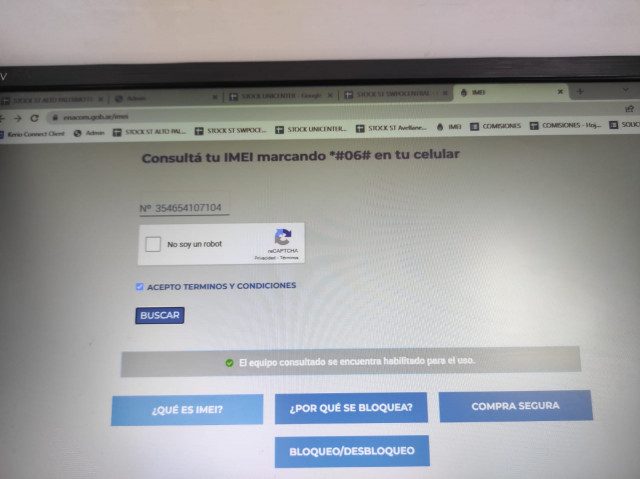 STOCK ST ALTO PALERMO
Admin
STOCK UNICENTER - Google
STOCK ST SWPOCENTRAL
IMEI
enacom.gob.ar/imei
Kerio Connect Client
Admin
STOCK ST ALTO PAL...
STOCK ST SWPOCE...
STOCK UNICENTER...
STOCK ST Avellane...
IMEI
COMISIONES
COMISIONES - Hoj...
SOLIC
Consultá tu IMEI marcando *#06# en tu celular
Nº 354654107104
No soy un robot
reCAPTCHA
Privacidad - Términos
ACEPTO TERMINOS Y CONDICIONES
BUSCAR
El equipo consultado se encuentra habilitado para el uso.
¿QUÉ ES IMEI?
¿POR QUÉ SE BLOQUEA?
COMPRA SEGURA
BLOQUEO/DESBLOQUEO